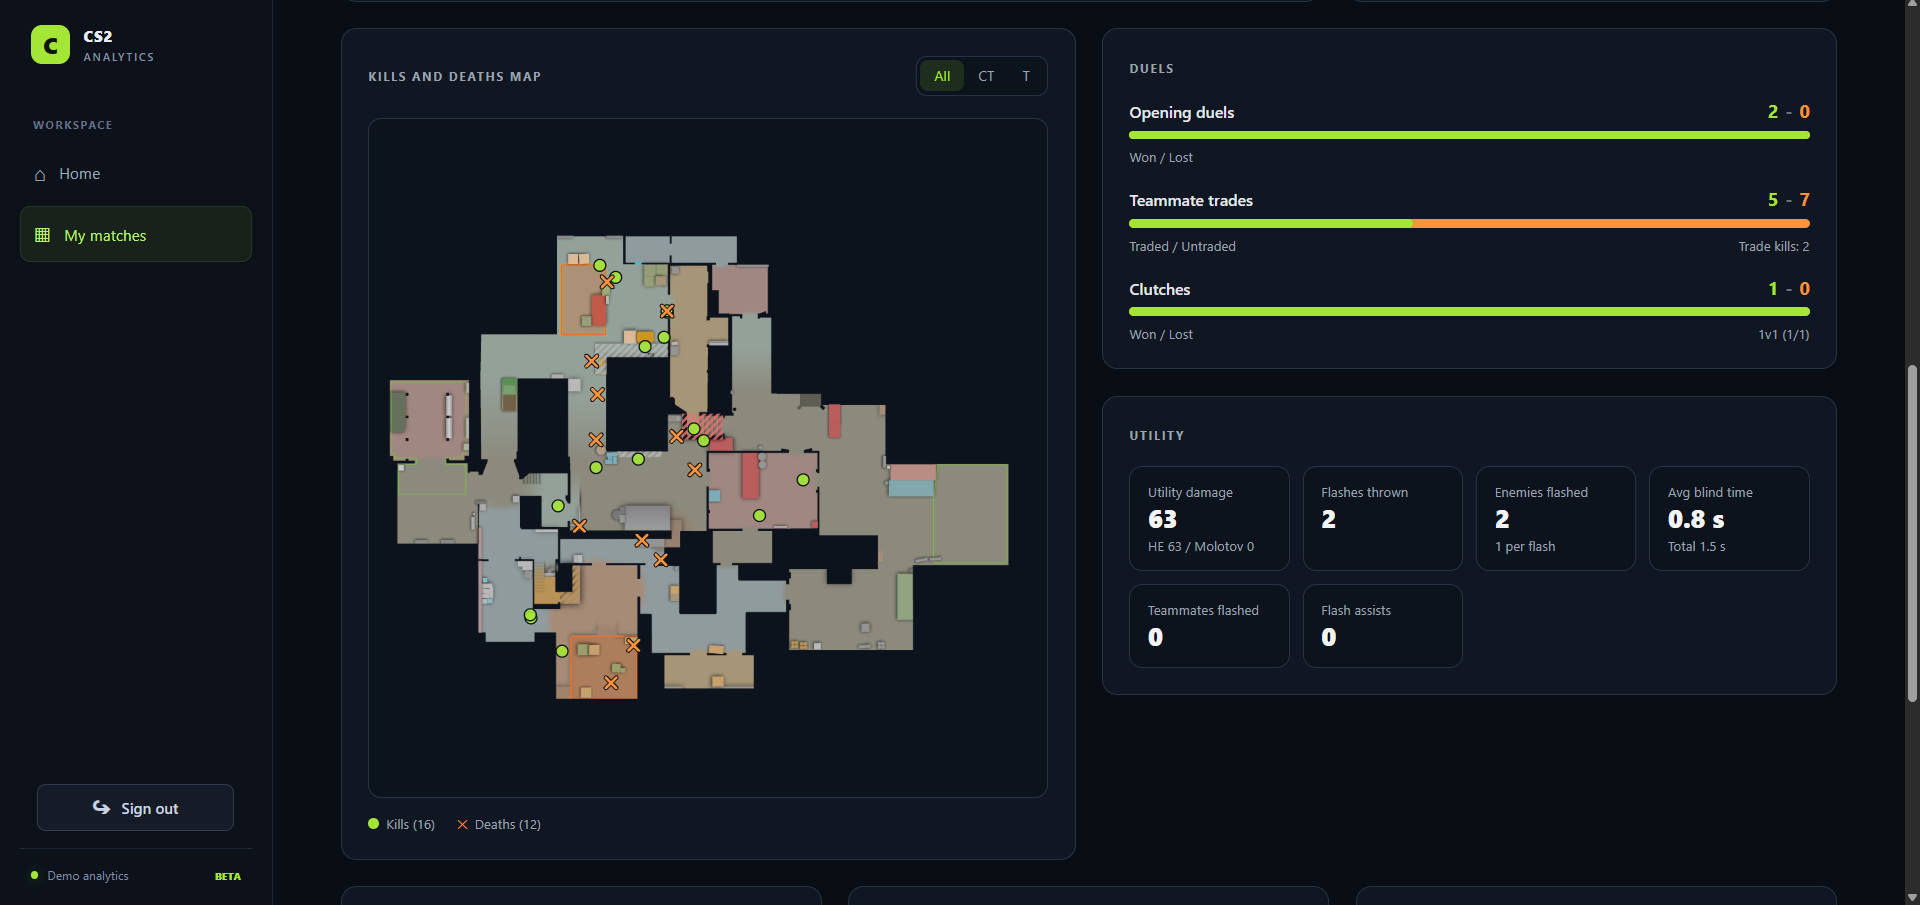 C
CS2
ANALYTICS
WORKSPACE
Home
My matches
Sign out
Demo analytics
BETA
KILLS AND DEATHS MAP
All
CT
T
Kills (16)
Deaths (12)
DUELS
Opening duels
2 - 0
Won / Lost
Teammate trades
5 - 7
Traded / Untraded
Trade kills: 2
Clutches
1 - 0
Won / Lost
1v1 (1/1)
UTILITY
Utility damage
63
HE 63 / Molotov 0
Flashes thrown
2
Enemies flashed
2
1 per flash
Avg blind time
0.8 s
Total 1.5 s
Teammates flashed
0
Flash assists
0